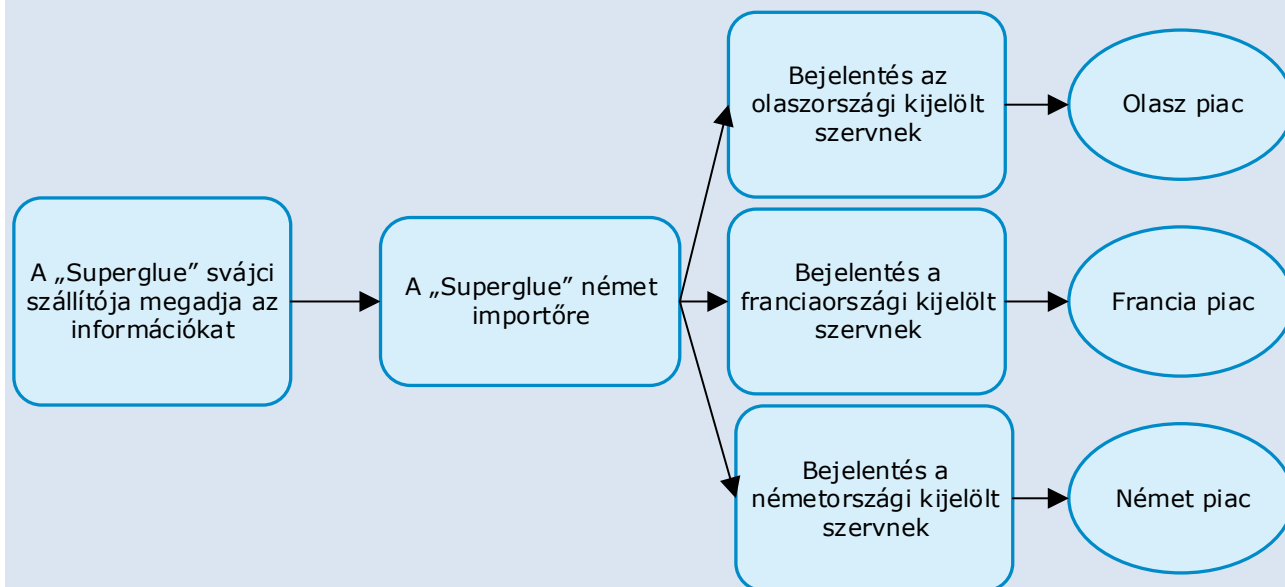 A „Superglue” svájci
szállítója megadja az
információkat
A „Superglue” német
importőre
Bejelentés az
olaszországi kijelölt
szervnek
Olasz piac
Bejelentés a
franciaországi kijelölt
szervnek
Francia piac
Bejelentés a
németországi kijelölt
szervnek
Német piac